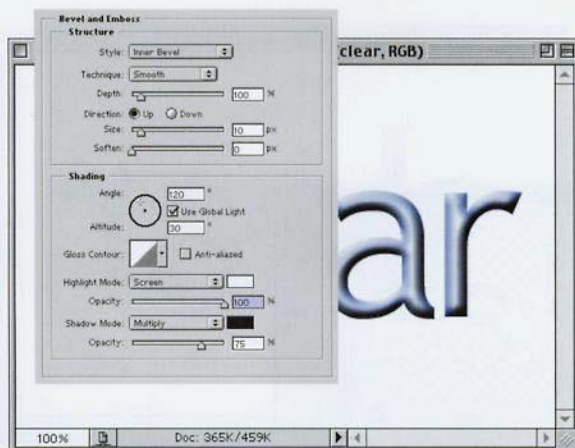 Bevel and Emboss
Structure
Style: Inner Bevel
Technique: Smooth
Depth: 100 %
Direction: Up Down
Size: 10 px
Soften: 0 px
Shading
Angle: 120 °
Use Global Light
Altitude: 30 °
Gloss Contour: Anti-aliased
Highlight Mode: Screen
Opacity: 100 %
Shadow Mode: Multiply
Opacity: 75 %
(clear, RGB)
ar
100% Doc: 365K/459K